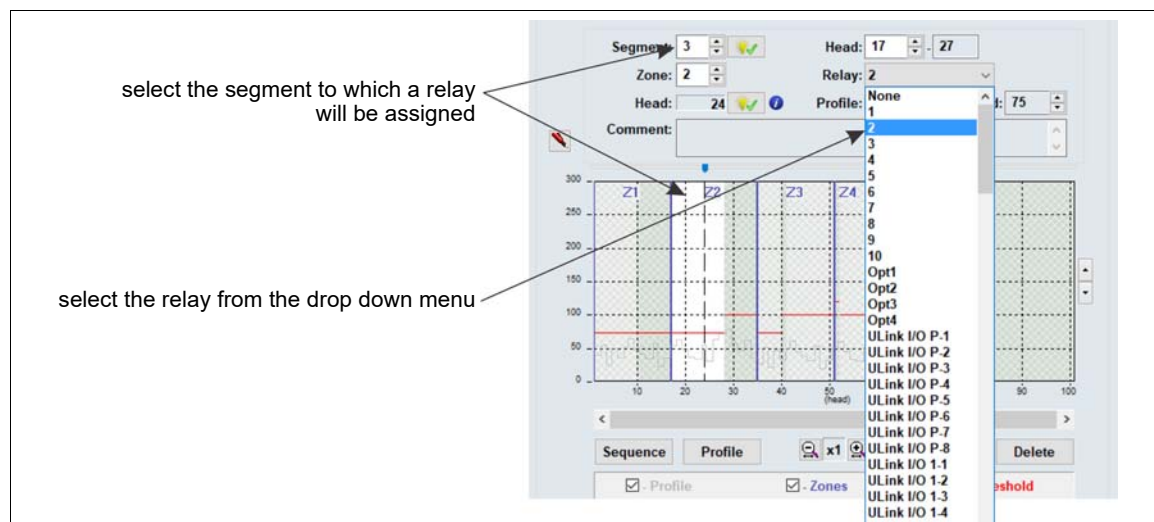 select the segment to which a relay
will be assigned
select the relay from the drop down menu
Segment: 3 Head: 17 - 27
Zone: 2 Relay: 2
Head: 24 Profile: 75
Comment:
None
1
2
3
4
5
6
7
8
9
10
Opt1
Opt2
Opt3
Opt4
ULink I/O P-1
ULink I/O P-2
ULink I/O P-3
ULink I/O P-4
ULink I/O P-5
ULink I/O P-6
ULink I/O P-7
ULink I/O P-8
ULink I/O 1-1
ULink I/O 1-2
ULink I/O 1-3
ULink I/O 1-4
Z1 Z2 Z3 Z4
300
250
200
150
100
50
0
10 20 30 40 50 90 100
(head)
Sequence Profile x1 Delete
- Profile - Zones eshold